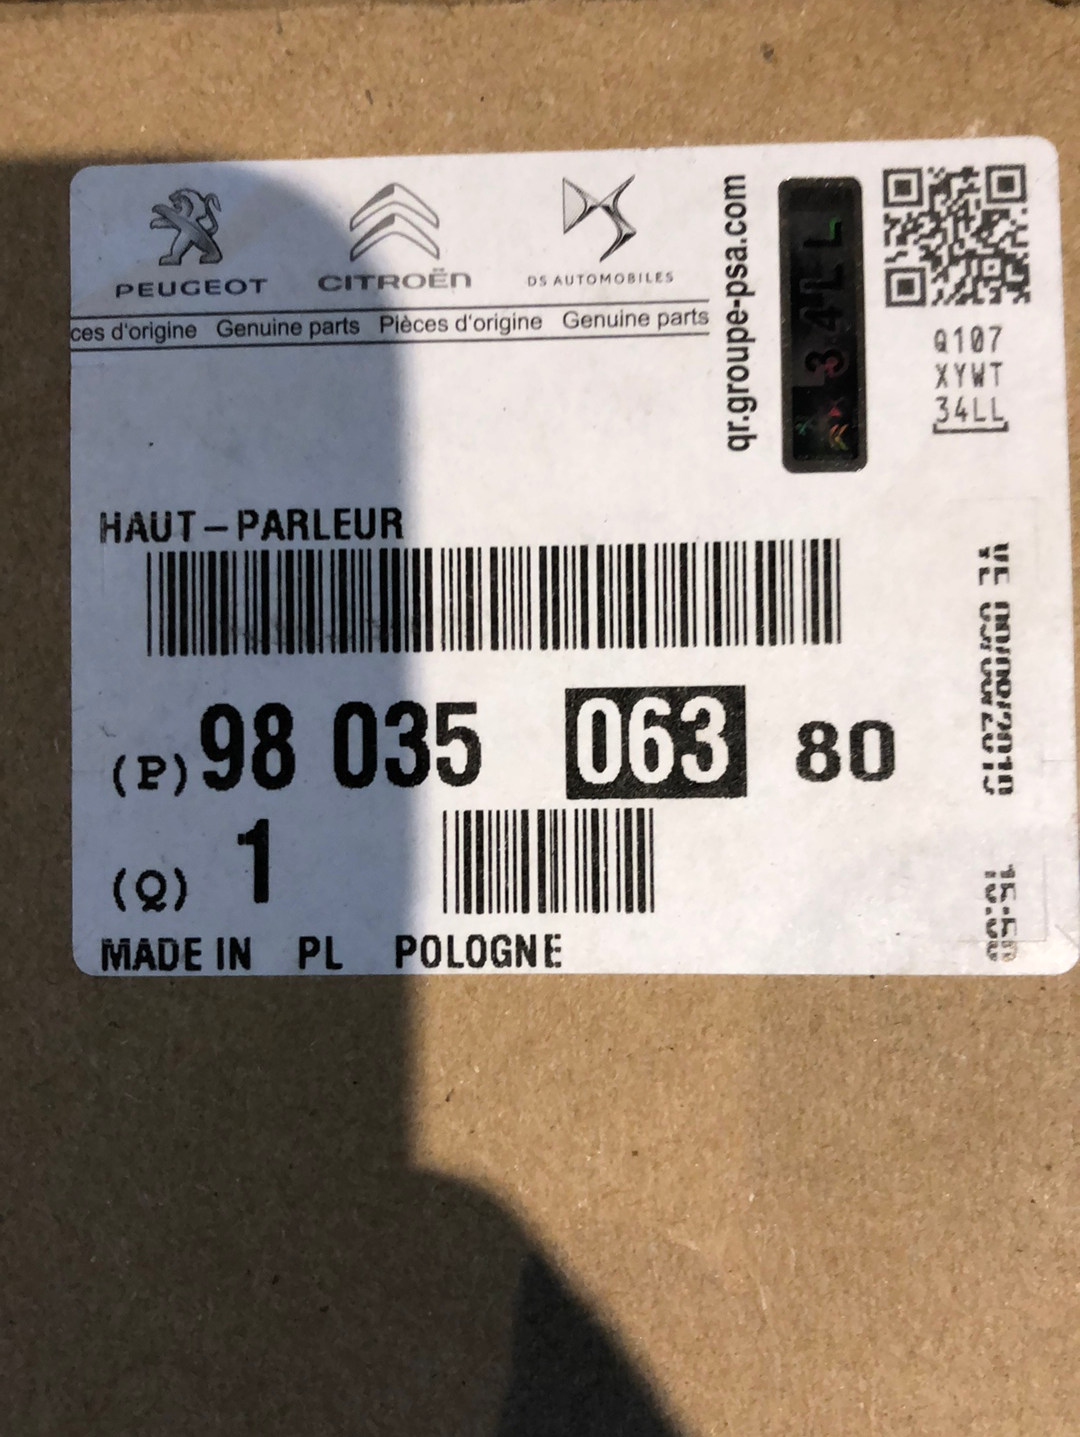 PEUGEOT CITROËN DS AUTOMOBILES
ces d'origine Genuine parts Pièces d'origine Genuine parts
qr.groupe-psa.com
34LL
Q107
XYWT
34LL
HAUT-PARLEUR
(P) 98 035 063 80
(Q) 1
MADE IN PL POLOGNE